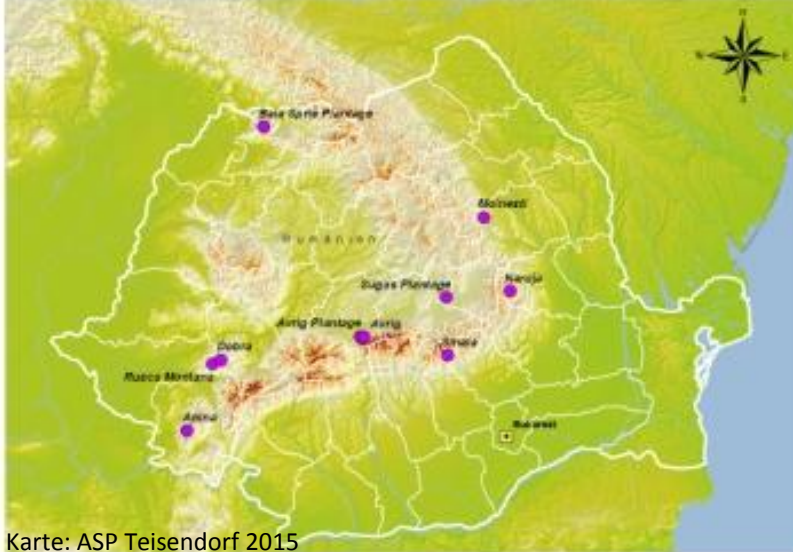 N
W E
S
Baia Sprie Plantage
Moinesti
Rumänien
Sugas Plantage
Naruja
Avrig Plantage Avrig
Sinaia
Dobra
Rusca Montana
Anina
Bukarest
Karte: ASP Teisendorf 2015